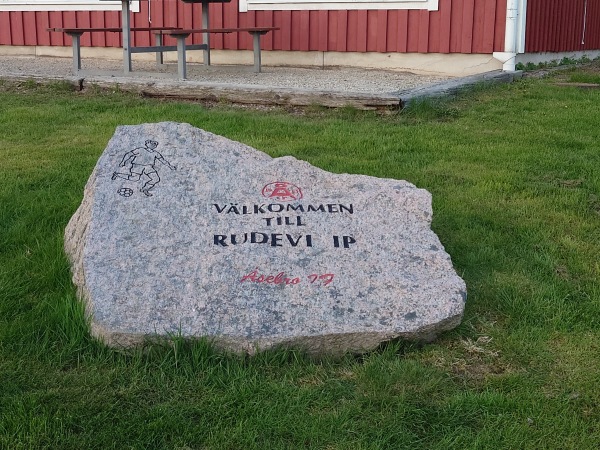 VÄLKOMMEN
TILL
RUDEVI IP
Åsebro IF